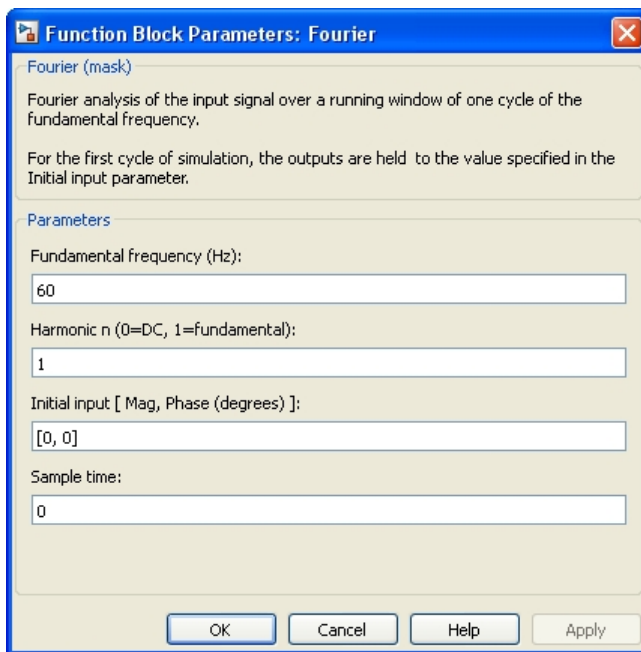 Function Block Parameters: Fourier
Fourier (mask)
Fourier analysis of the input signal over a running window of one cycle of the
fundamental frequency.
For the first cycle of simulation, the outputs are held to the value specified in the
Initial input parameter.
Parameters
Fundamental frequency (Hz):
60
Harmonic n (0=DC, 1=fundamental):
1
Initial input [ Mag, Phase (degrees) ]:
[0, 0]
Sample time:
0
OK Cancel Help Apply